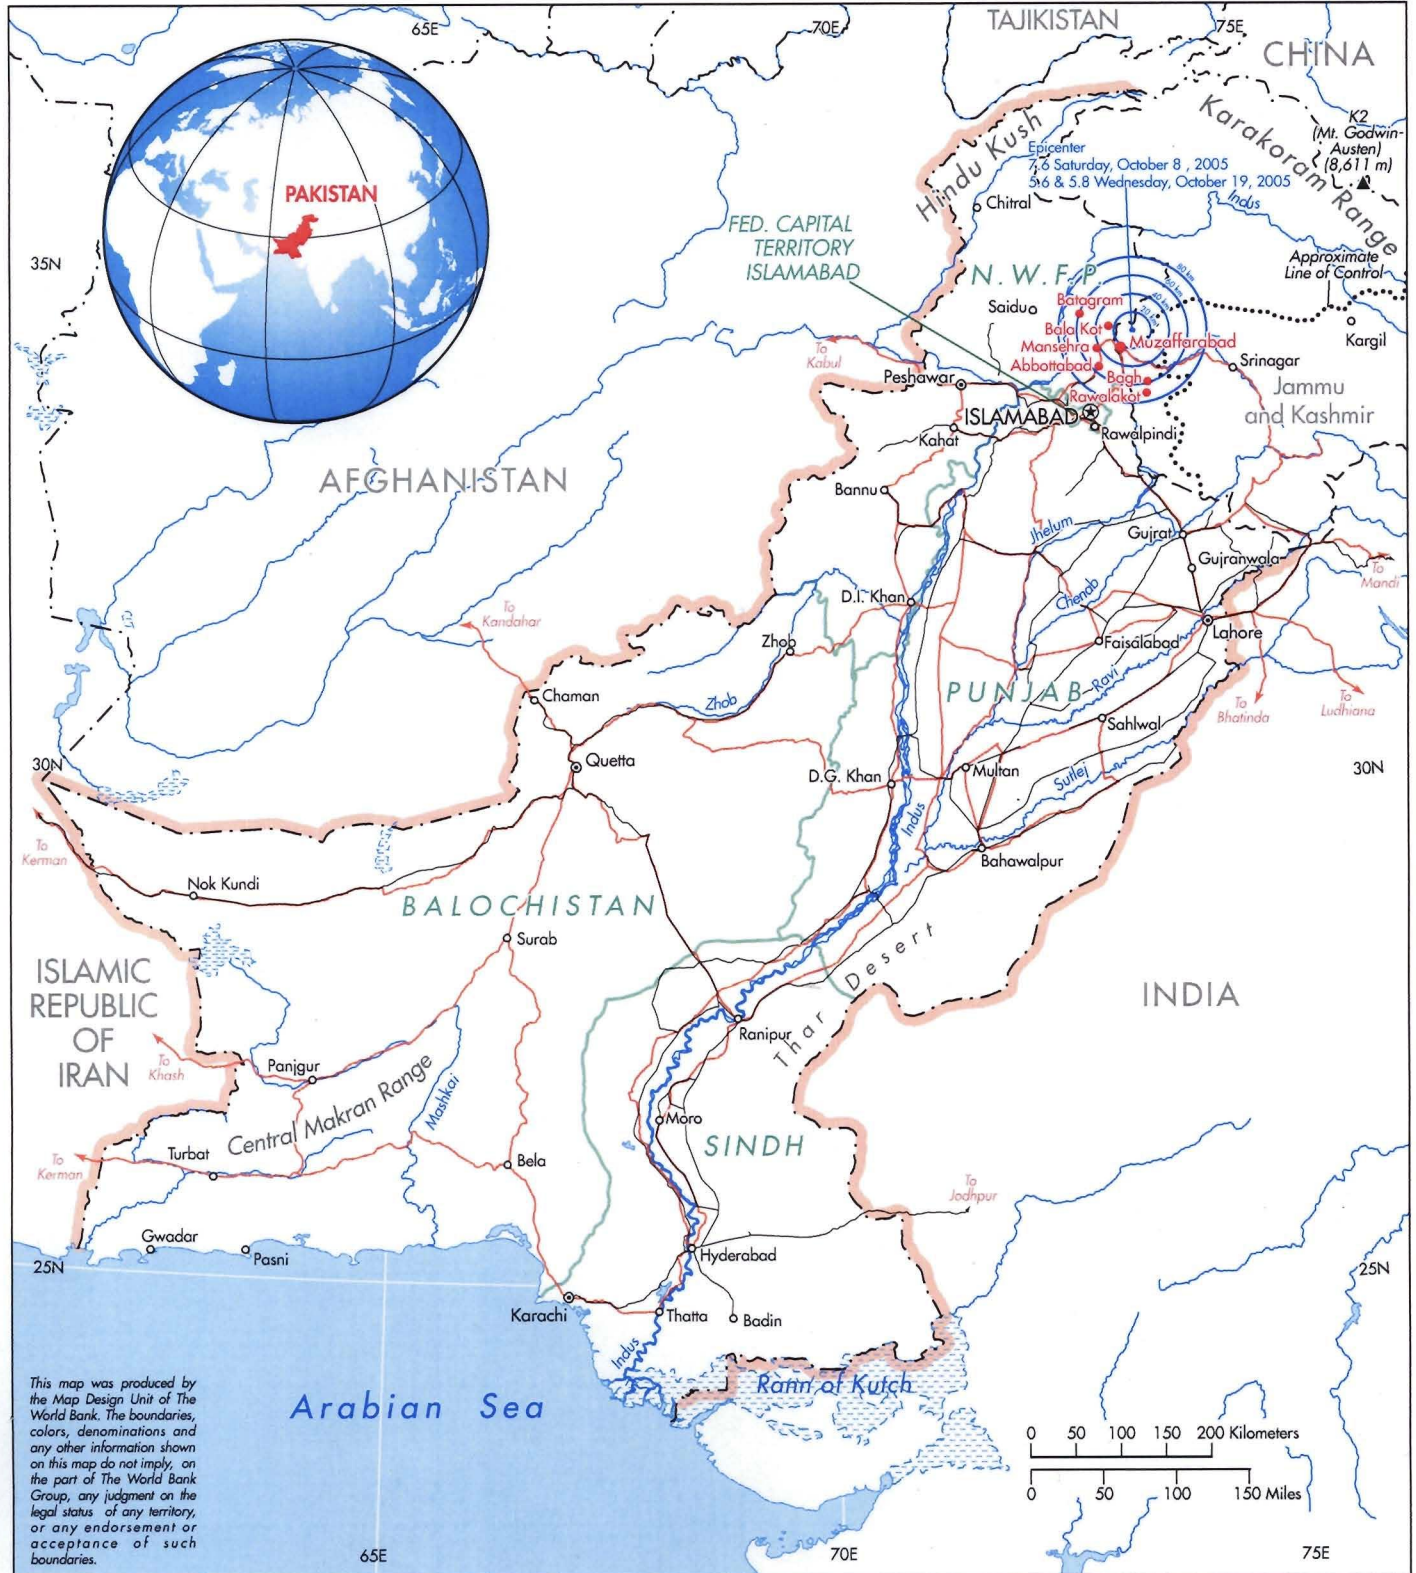 65E
70E
TAJIKISTAN
75E
CHINA
PAKISTAN
Hindu Kush
Karakoram Range
K2
(Mt. Godwin-
Austen)
(8,611 m)
Epicenter
7.6 Saturday, October 8 , 2005
5.6 & 5.8 Wednesday, October 19, 2005
Indus
Chitral
FED. CAPITAL
TERRITORY
ISLAMABAD
35N
N.W.F.P
Approximate
Line of Control
80 km
60 km
40 km
20 km
Batagram
Saidu
Bala Kot
Mansehra
Muzaffarabad
Abbottabad
Bagh
Rawalakot
Kargil
Srinagar
Jammu
and Kashmir
To
Kabul
Peshawar
ISLAMABAD
Rawalpindi
Kahat
AFGHANISTAN
Bannu
Jhelum
Gujrat
Gujranwala
To
Mandi
Chenab
D.I. Khan
To
Kandahar
Lahore
Faisalabad
Zhob
Ravi
PUNJAB
Chaman
Zhob
To
Bhatinda
To
Ludhiana
Sahlwal
30N
Quetta
D.G. Khan
Multan
Sutlej
30N
Indus
To
Kerman
Bahawalpur
Nok Kundi
BALOCHISTAN
Surab
Thar Desert
ISLAMIC
REPUBLIC
OF
IRAN
INDIA
Ranipur
To
Khash
Panjgur
Central Makran Range
Mashkai
Moro
SINDH
To
Kerman
Turbat
Bela
To
Jodhpur
Gwadar
Pasni
Hyderabad
25N
25N
Karachi
Thatta
Badin
Indus
Rann of Kutch
Arabian Sea
This map was produced by
the Map Design Unit of The
World Bank. The boundaries,
colors, denominations and
any other information shown
on this map do not imply, on
the part of The World Bank
Group, any judgment on the
legal status of any territory,
or any endorsement or
acceptance of such
boundaries.
0 50 100 150 200 Kilometers
0 50 100 150 Miles
65E
70E
75E